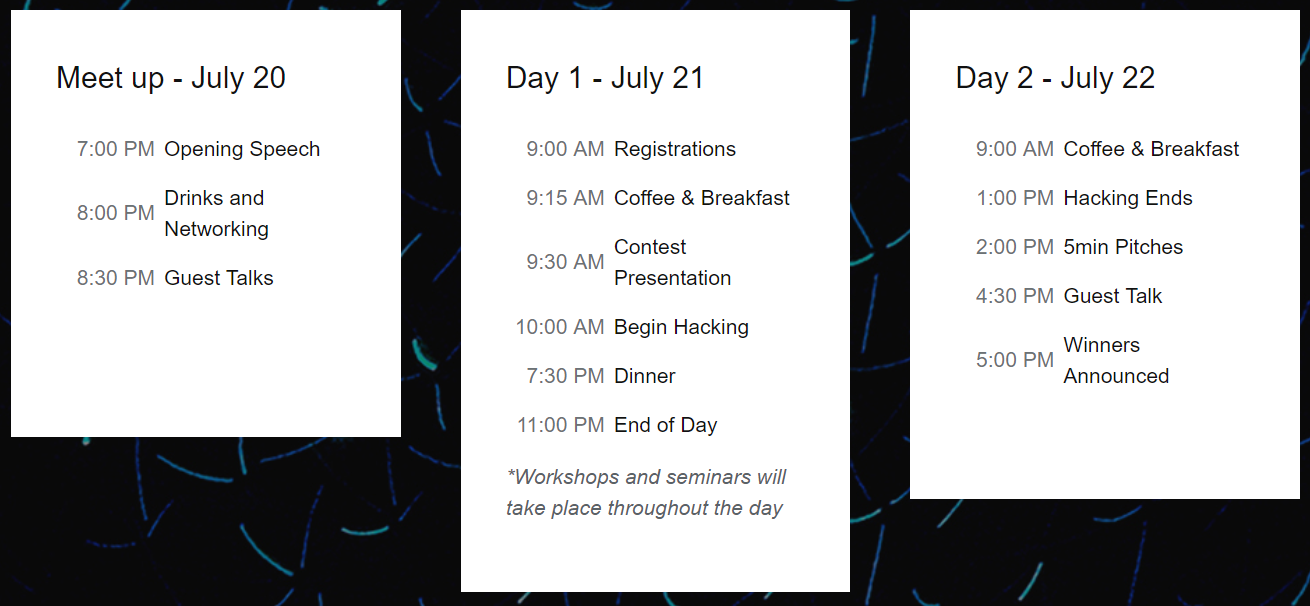 Meet up - July 20
7:00 PM Opening Speech
8:00 PM Drinks and
Networking
8:30 PM Guest Talks
Day 1 - July 21
9:00 AM Registrations
9:15 AM Coffee & Breakfast
9:30 AM Contest
Presentation
10:00 AM Begin Hacking
7:30 PM Dinner
11:00 PM End of Day
*Workshops and seminars will
take place throughout the day
Day 2 - July 22
9:00 AM Coffee & Breakfast
1:00 PM Hacking Ends
2:00 PM 5min Pitches
4:30 PM Guest Talk
5:00 PM Winners
Announced